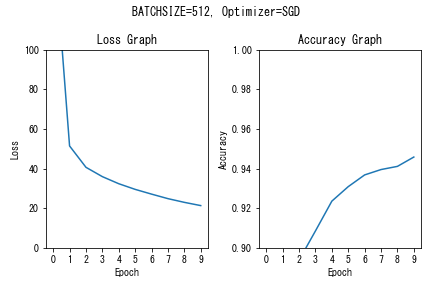 BATCHSIZE=512, Optimizer=SGD
Loss Graph
Loss
100
80
60
40
20
0
0 1 2 3 4 5 6 7 8 9
Epoch
Accuracy Graph
Accuracy
1.00
0.98
0.96
0.94
0.92
0.90
0 1 2 3 4 5 6 7 8 9
Epoch